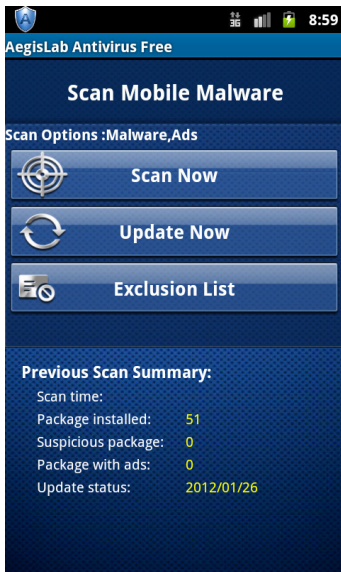 3G 8:59
AegisLab Antivirus Free
Scan Mobile Malware
Scan Options :Malware,Ads
Scan Now
Update Now
Exclusion List
Previous Scan Summary:
Scan time:
Package installed: 51
Suspicious package: 0
Package with ads: 0
Update status: 2012/01/26